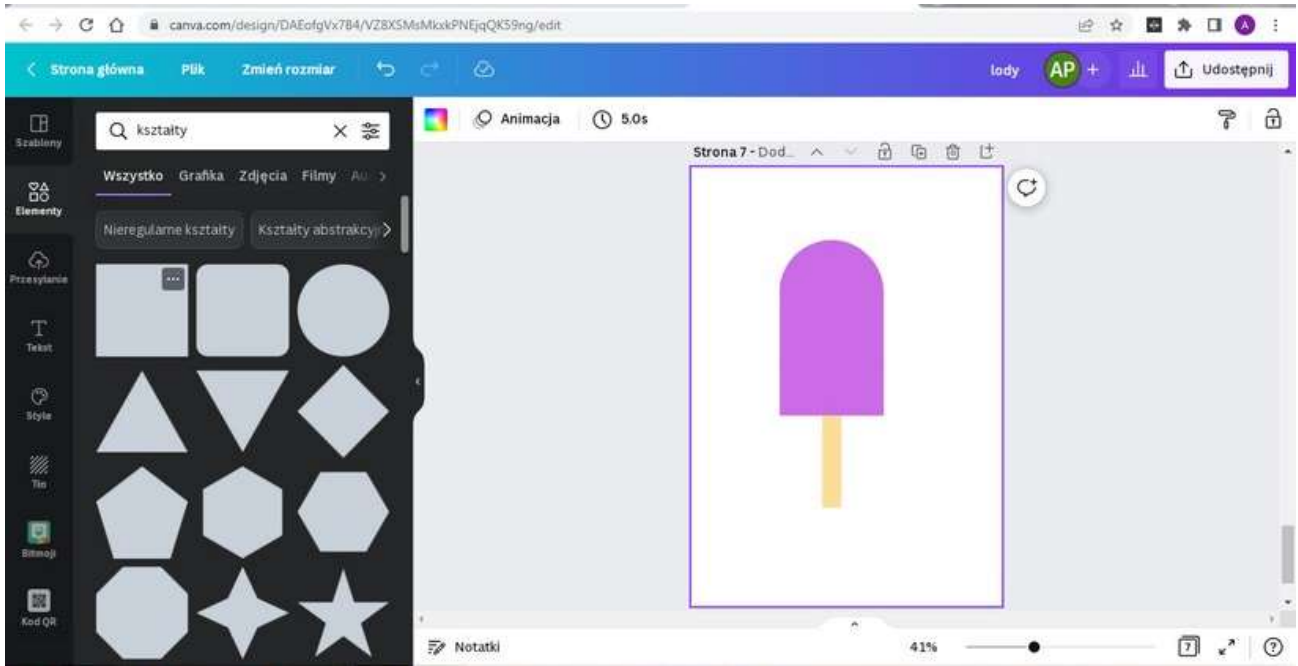 canva.com/design/DAEofgVx7B4/VZ8XSMsMkxkPNEjqQK59ng/edit
A
Strona główna Plik Zmień rozmiar lody AP + Udostępnij
Szablony
Elementy
Przesyłanie
Tekst
Style
Tło
Bitmoji
Kod QR
kształty
Wszystko Grafika Zdjęcia Filmy Au
Nieregularne kształty Kształty abstrakcyj
Animacja 5.0s
Strona 7 - Dod...
Notatki 41% 7